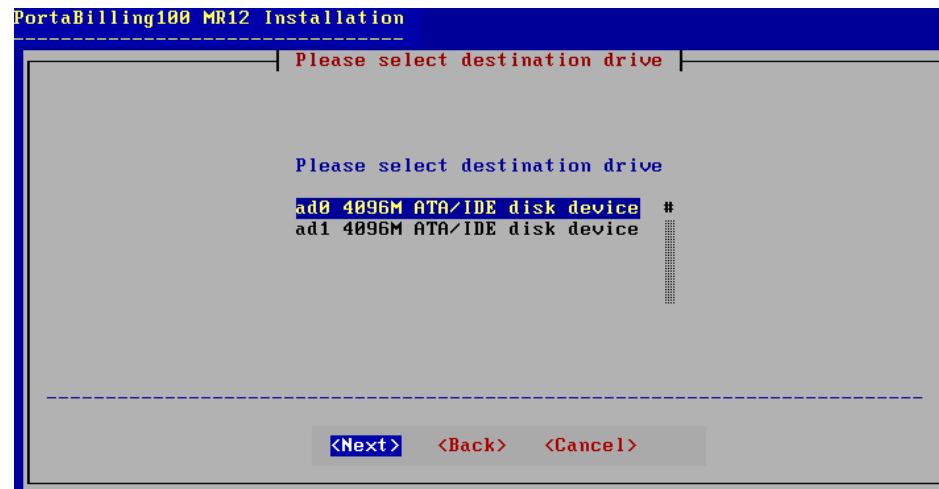 PortaBilling100 MR12 Installation
Please select destination drive
Please select destination drive
ad0 4096M ATA/IDE disk device #
ad1 4096M ATA/IDE disk device
<Next> <Back> <Cancel>